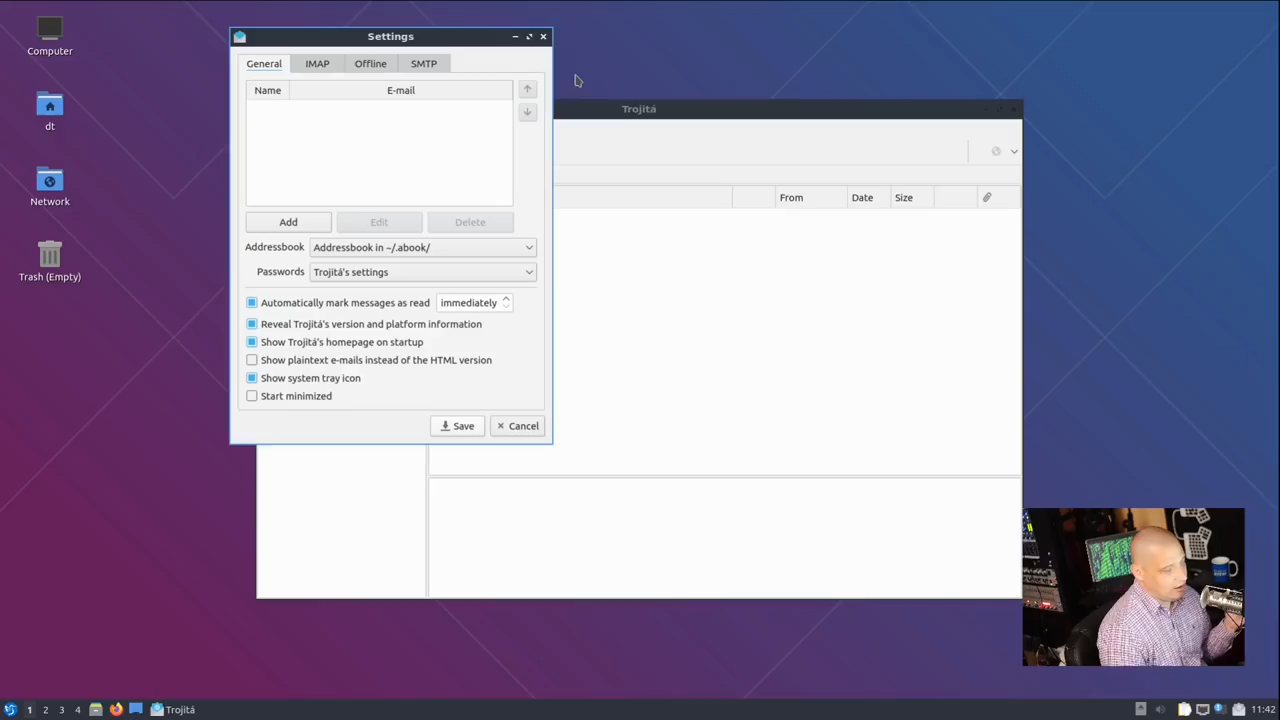 Computer
dt
Network
Trash (Empty)
Settings
General IMAP Offline SMTP
Name E-mail
Add Edit Delete
Addressbook Addressbook in ~/.abook/
Passwords Trojitá's settings
Automatically mark messages as read immediately
Reveal Trojitá's version and platform information
Show Trojitá's homepage on startup
Show plaintext e-mails instead of the HTML version
Show system tray icon
Start minimized
Save Cancel
Trojitá
From Date Size
1 2 3 4 Trojitá 11:42